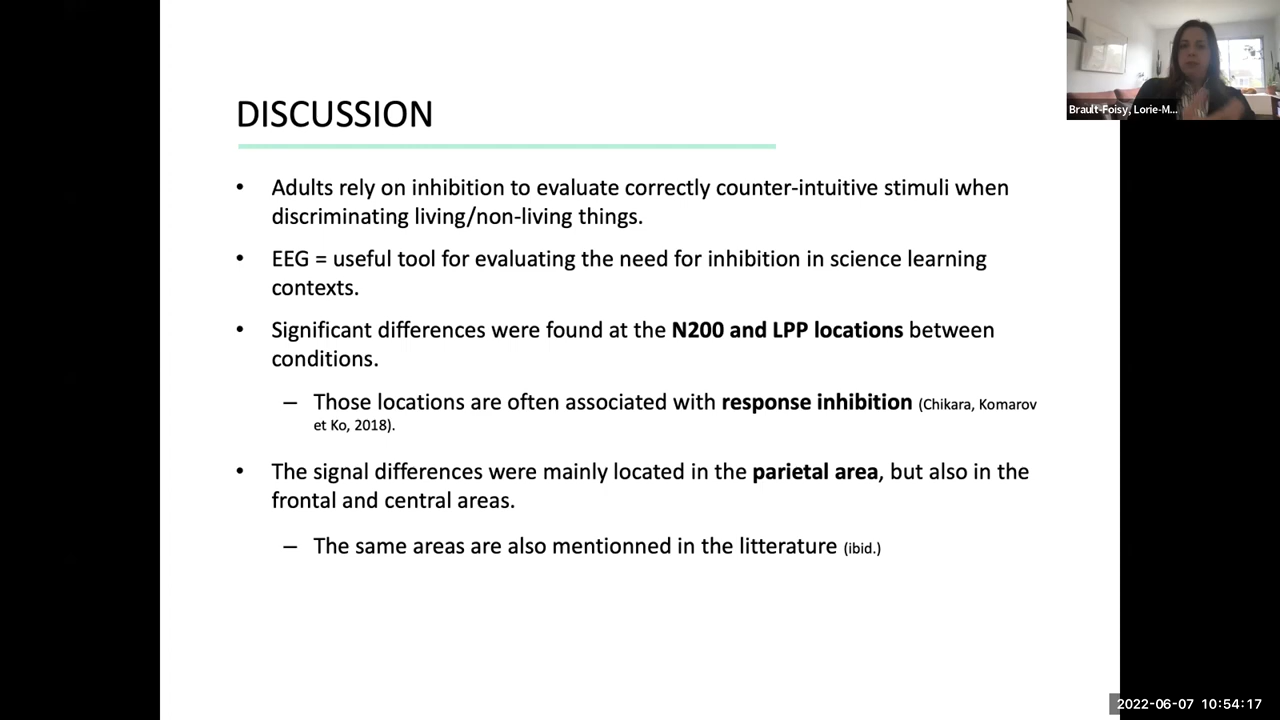 Brault-Foisy, Lorie-M...
DISCUSSION
• Adults rely on inhibition to evaluate correctly counter-intuitive stimuli when
discriminating living/non-living things.
• EEG = useful tool for evaluating the need for inhibition in science learning
contexts.
• Significant differences were found at the N200 and LPP locations between
conditions.
– Those locations are often associated with response inhibition (Chikara, Komarov
et Ko, 2018).
• The signal differences were mainly located in the parietal area, but also in the
frontal and central areas.
– The same areas are also mentionned in the litterature (ibid.)
2022-06-07 10:54:17